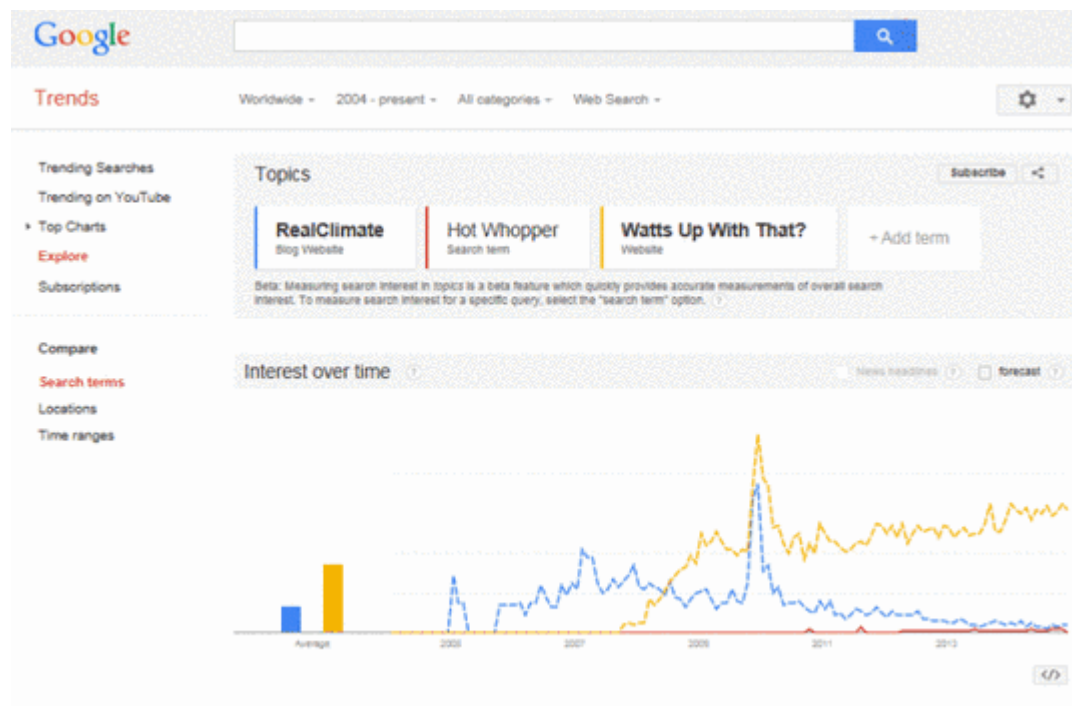 Google
Trends
Worldwide
2004 - present
All categories
Web Search
Trending Searches
Trending on YouTube
Top Charts
Explore
Subscriptions
Compare
Search terms
Locations
Time ranges
Topics
Subscribe
RealClimate
Blog Website
Hot Whopper
Search term
Watts Up With That?
Website
+ Add term
Beta: Measuring search interest in topics is a beta feature which quickly provides accurate measurements of overall search
interest. To measure search interest for a specific query, select the "search term" option. ?
Interest over time ?
News headlines ? forecast ?
Average 2005 2007 2009 2011 2013
</>